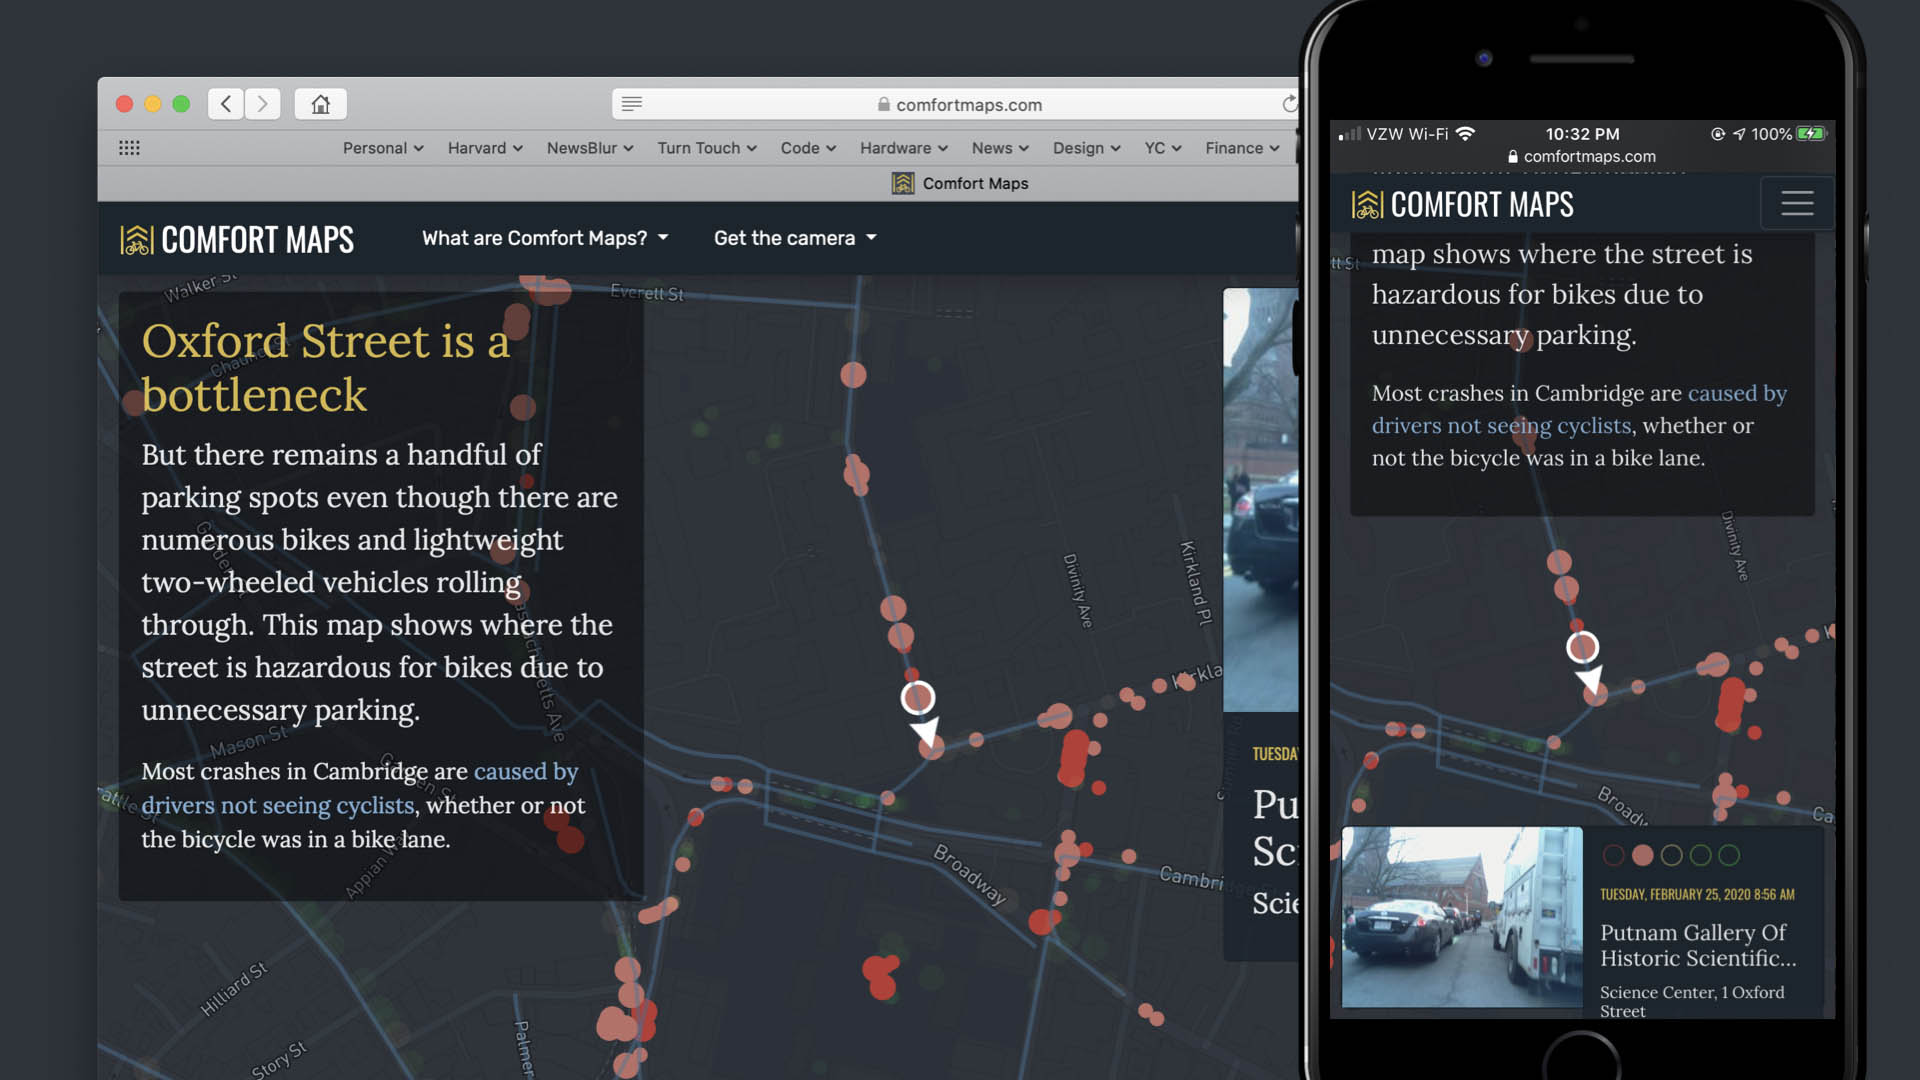 comfortmaps.com
Personal
Harvard
NewsBlur
Turn Touch
Code
Hardware
News
Design
YC
Finance
Comfort Maps
COMFORT MAPS
What are Comfort Maps?
Get the camera
Walker St
Everett St
Oxford Street is a
bottleneck
But there remains a handful of
parking spots even though there are
numerous bikes and lightweight
two-wheeled vehicles rolling
through. This map shows where the
street is hazardous for bikes due to
unnecessary parking.
Most crashes in Cambridge are caused by
drivers not seeing cyclists, whether or not
the bicycle was in a bike lane.
Mason St
Hilliard St
Story St
Palmer
Broadway
Cambri
Divinity Ave
Kirkland Pl
Kirkla
TUESDA
Pu
Sc
Scie
VZW Wi-Fi
10:32 PM
100%
comfortmaps.com
COMFORT MAPS
tt St
map shows where the street is
hazardous for bikes due to
unnecessary parking.
Most crashes in Cambridge are caused by
drivers not seeing cyclists, whether or
not the bicycle was in a bike lane.
Divinity Ave
Broadw
Ca
TUESDAY, FEBRUARY 25, 2020 8:56 AM
Putnam Gallery Of
Historic Scientific...
Science Center, 1 Oxford
Street